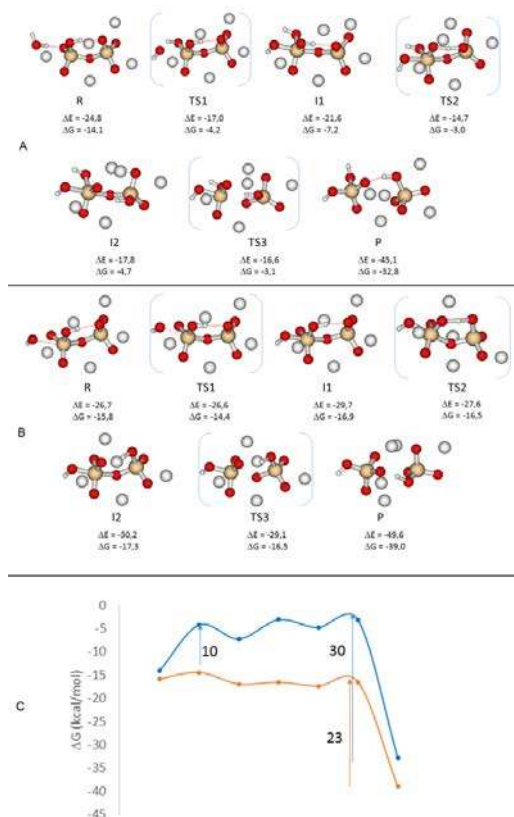 R TS1 I1 TS2
ΔE = -24,8 ΔE = -17,0 ΔE = -21,6 ΔE = -14,7
ΔG = -14,1 ΔG = -4,2 ΔG = -7,2 ΔG = -3,0
A
I2 TS3 P
ΔE = -17,8 ΔE = -16,6 ΔE = -45,1
ΔG = -4,7 ΔG = -3,1 ΔG = -32,8
R TS1 I1 TS2
ΔE = -26,7 ΔE = -26,6 ΔE = -29,7 ΔE = -27,6
ΔG = -15,8 ΔG = -14,4 ΔG = -16,9 ΔG = -16,5
B
I2 TS3 P
ΔE = -30,2 ΔE = -29,1 ΔE = -49,6
ΔG = -17,3 ΔG = -16,5 ΔG = -39,0
0
-5
-10
10 30
-15
-20
C ΔG (kcal/mol)
-25
23
-30
-35
-40
-45